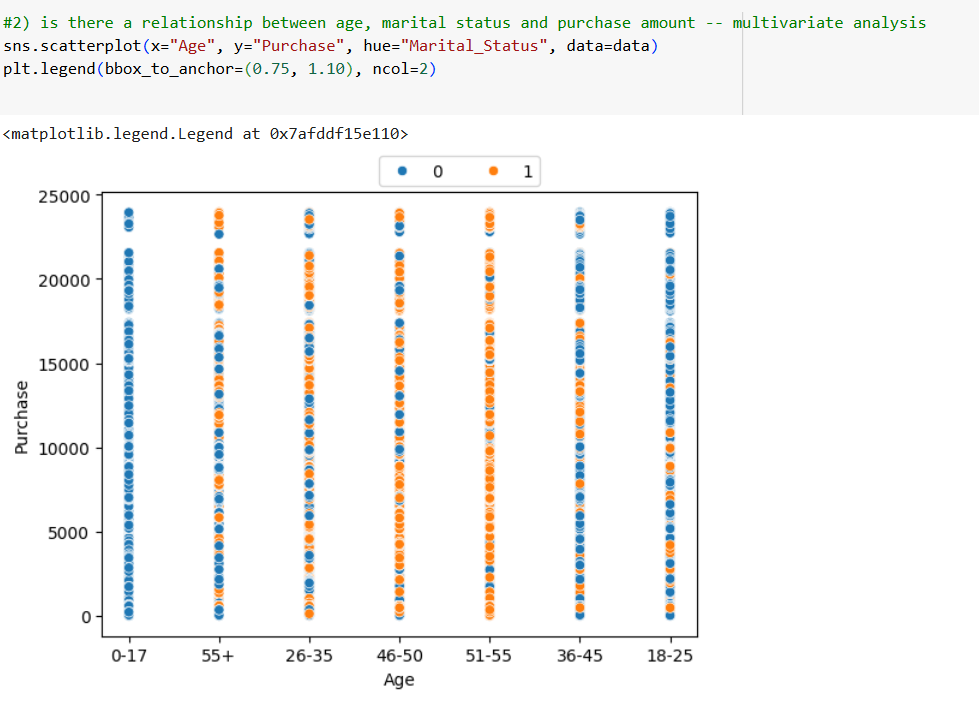 #2) is there a relationship between age, marital status and purchase amount -- multivariate analysis
sns.scatterplot(x="Age", y="Purchase", hue="Marital_Status", data=data)
plt.legend(bbox_to_anchor=(0.75, 1.10), ncol=2)
<matplotlib.legend.Legend at 0x7afddf15e110>
0 1
25000
20000
15000
10000
5000
0
Purchase
0-17 55+ 26-35 46-50 51-55 36-45 18-25
Age